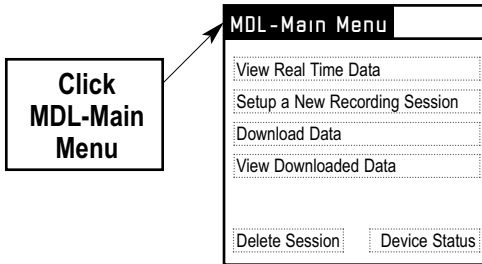 MDL-Main Menu
View Real Time Data
Setup a New Recording Session
Download Data
View Downloaded Data
Delete Session
Device Status
Click
MDL-Main
Menu